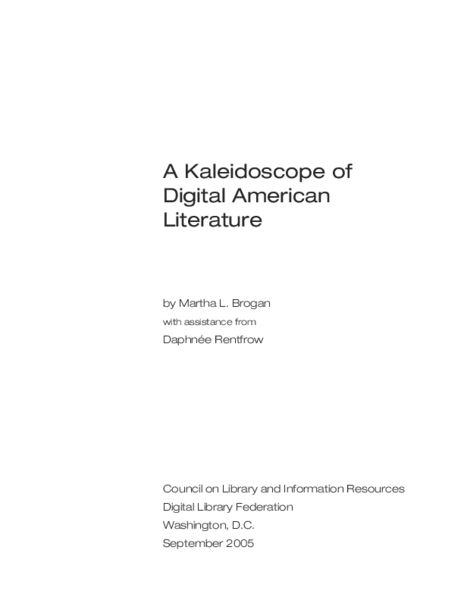 A Kaleidoscope of
Digital American
Literature
by Martha L. Brogan
with assistance from
Daphnée Rentfrow
Council on Library and Information Resources
Digital Library Federation
Washington, D.C.
September 2005